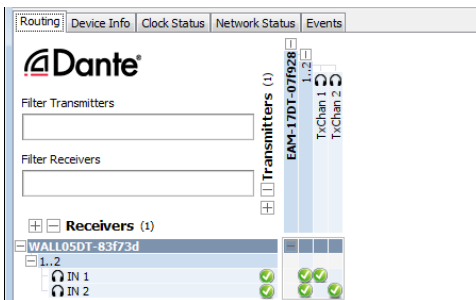 Routing Device Info Clock Status Network Status Events
Dante®
Filter Transmitters
Filter Receivers
Transmitters (1)
EAM-17DT-07f928
1..2
TxChan 1
TxChan 2
Receivers (1)
WALL05DT-83f73d
1..2
IN 1
IN 2